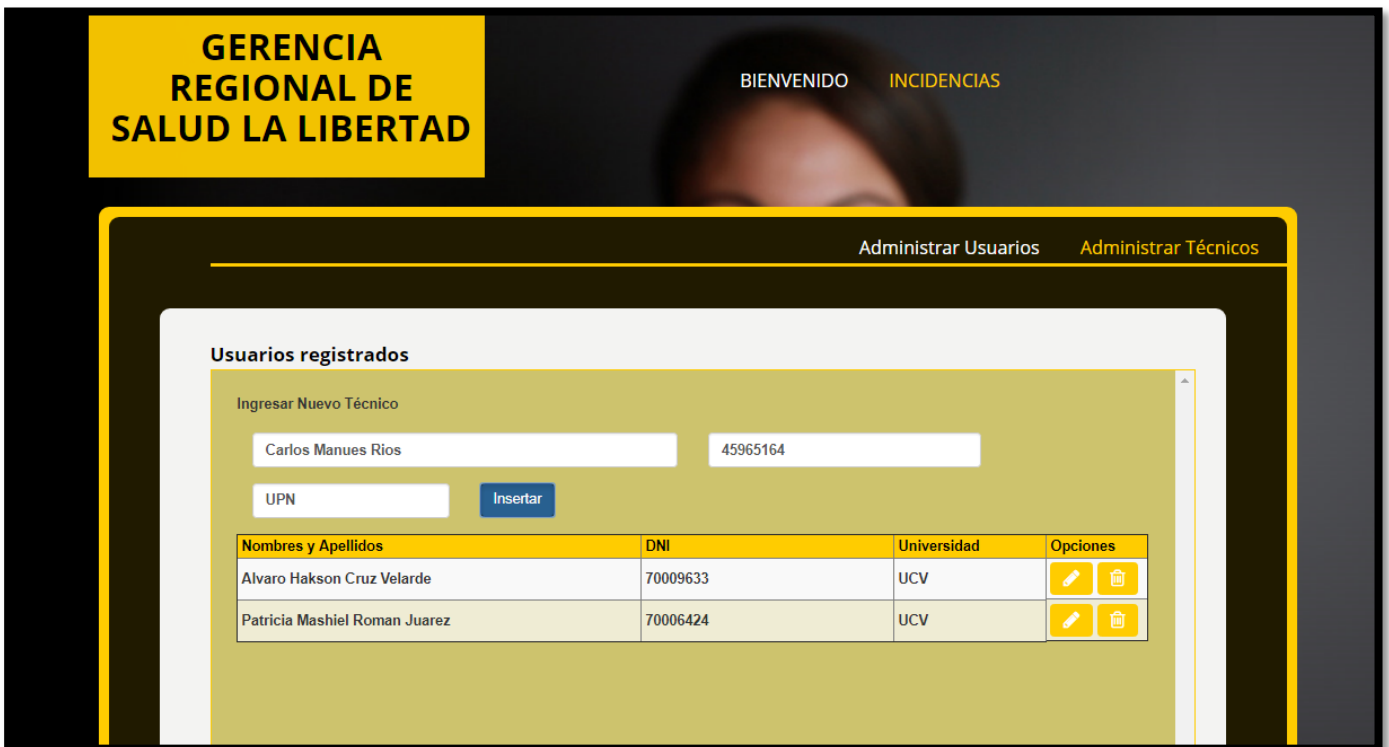 GERENCIA
REGIONAL DE
SALUD LA LIBERTAD
BIENVENIDO INCIDENCIAS
Administrar Usuarios Administrar Técnicos
Usuarios registrados
Ingresar Nuevo Técnico
Carlos Manues Rios 45965164
UPN Insertar
Nombres y Apellidos DNI Universidad Opciones
Alvaro Hakson Cruz Velarde 70009633 UCV
Patricia Mashiel Roman Juarez 70006424 UCV